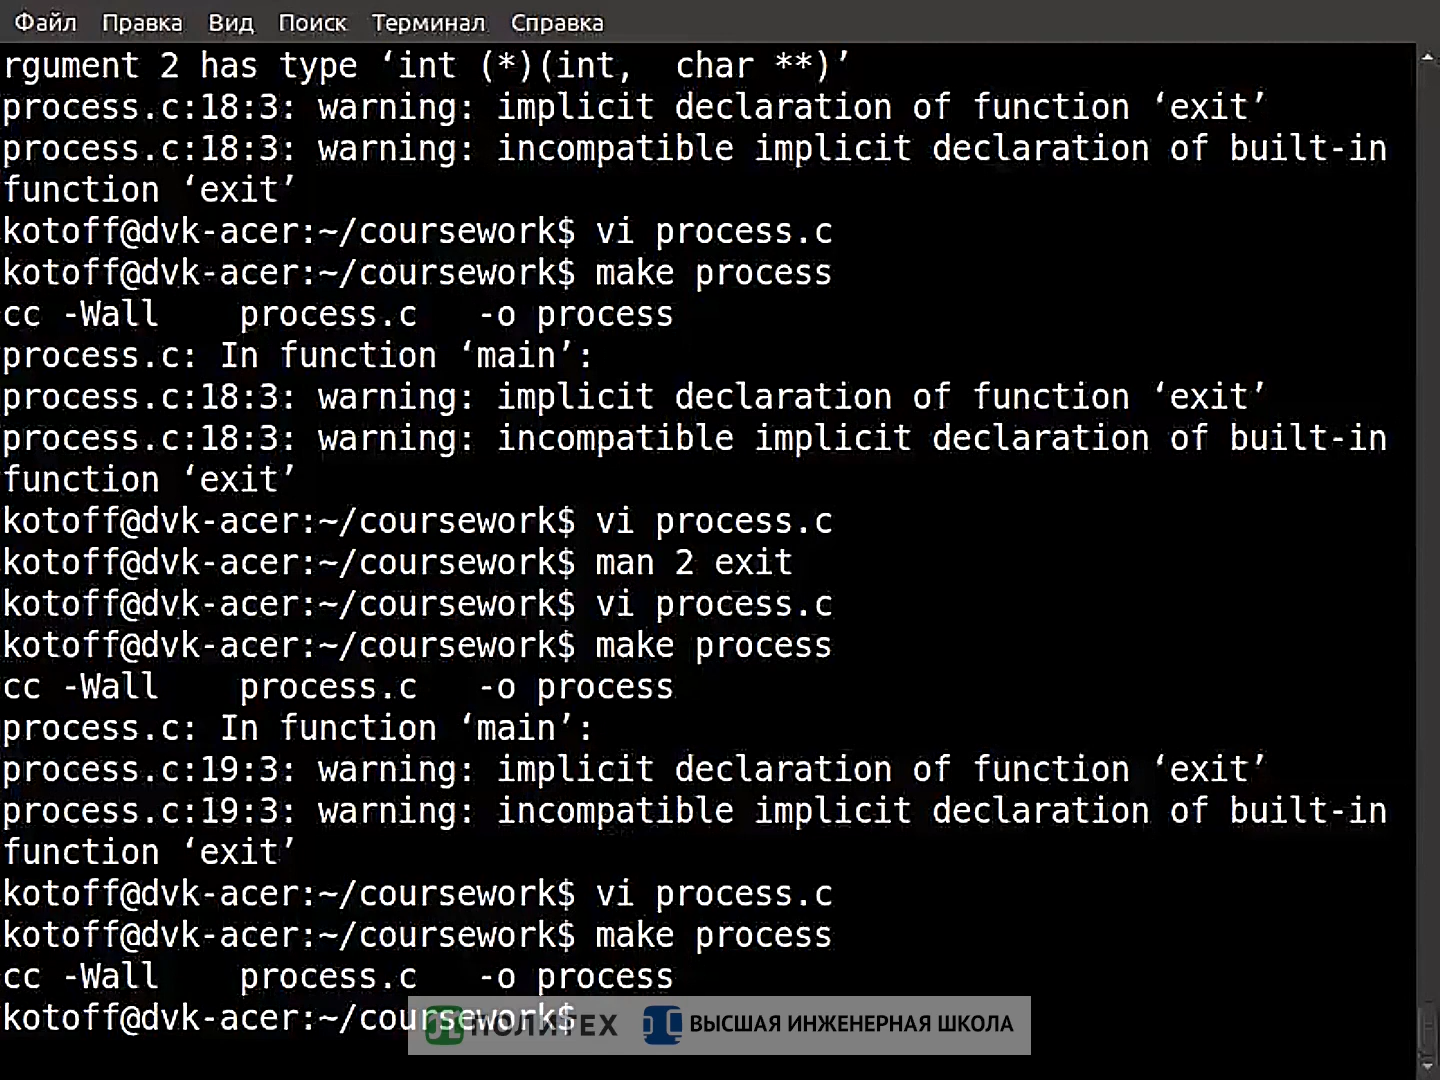 Файл Правка Вид Поиск Терминал Справка
rgument 2 has type ‘int (*)(int,  char **)’
process.c:18:3: warning: implicit declaration of function ‘exit’
process.c:18:3: warning: incompatible implicit declaration of built-in
function ‘exit’
kotoff@dvk-acer:~/coursework$ vi process.c
kotoff@dvk-acer:~/coursework$ make process
cc -Wall    process.c   -o process
process.c: In function ‘main’:
process.c:18:3: warning: implicit declaration of function ‘exit’
process.c:18:3: warning: incompatible implicit declaration of built-in
function ‘exit’
kotoff@dvk-acer:~/coursework$ vi process.c
kotoff@dvk-acer:~/coursework$ man 2 exit
kotoff@dvk-acer:~/coursework$ vi process.c
kotoff@dvk-acer:~/coursework$ make process
cc -Wall    process.c   -o process
process.c: In function ‘main’:
process.c:19:3: warning: implicit declaration of function ‘exit’
process.c:19:3: warning: incompatible implicit declaration of built-in
function ‘exit’
kotoff@dvk-acer:~/coursework$ vi process.c
kotoff@dvk-acer:~/coursework$ make process
cc -Wall    process.c   -o process
kotoff@dvk-acer:~/coursework$
ПОЛИТЕХ ВЫСШАЯ ИНЖЕНЕРНАЯ ШКОЛА